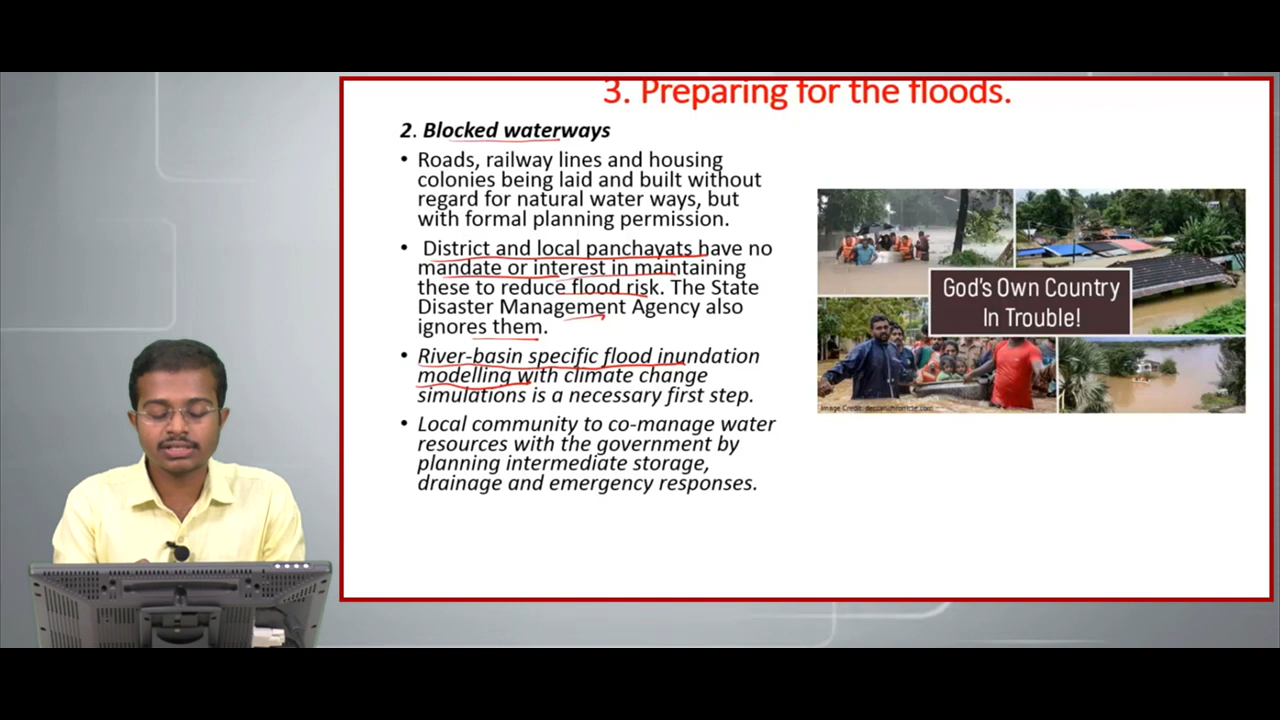 3. Preparing for the floods.
2. Blocked waterways
• Roads, railway lines and housing
colonies being laid and built without
regard for natural water ways, but
with formal planning permission.
• District and local panchayats have no
mandate or interest in maintaining
these to reduce flood risk. The State
Disaster Management Agency also
ignores them.
• River-basin specific flood inundation
modelling with climate change
simulations is a necessary first step.
• Local community to co-manage water
resources with the government by
planning intermediate storage,
drainage and emergency responses.
God's Own Country
In Trouble!
Image Credit: deccanchronicle.com